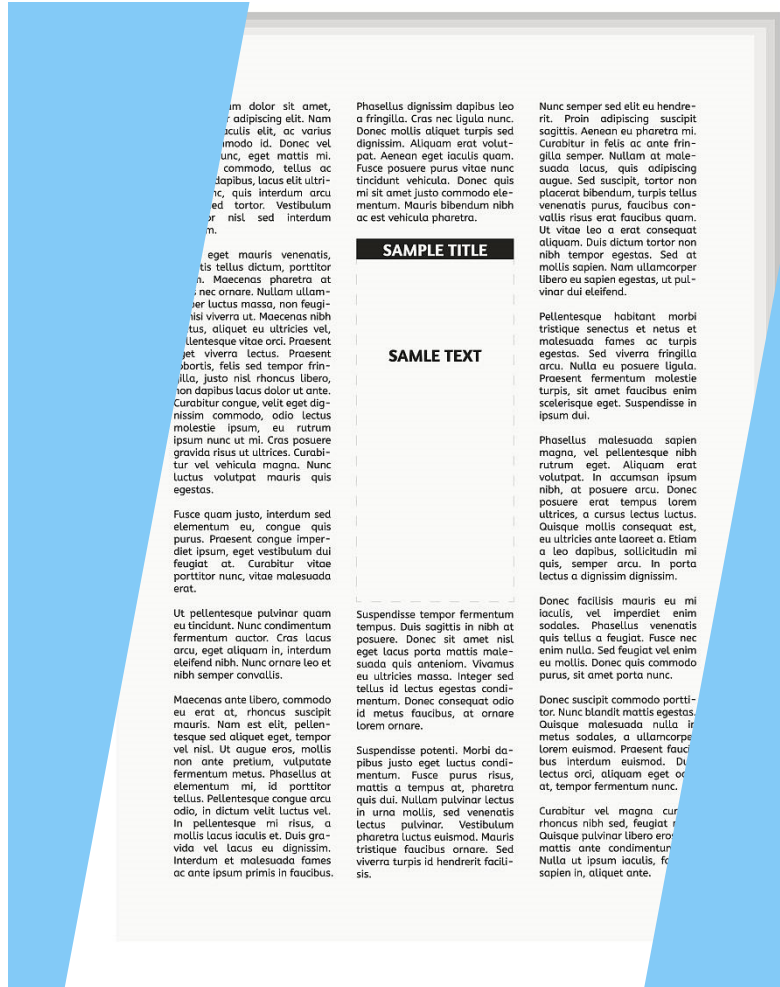 dolor sit amet,
adipiscing elit. Nam
elit, ac varius
id. Donec vel
eget mattis mi.
commodo, tellus ac
lacus elit ultri-
quis interdum arcu
tortor. Vestibulum
nisl sed interdum
eget mauris venenatis,
tellus dictum, porttitor
Maecenas pharetra at
nec ornare. Nullam ullam-
luctus massa, non feugi-
viverra ut. Maecenas nibh
aliquet eu ultricies vel,
vitae orci. Praesent
viverra lectus. Praesent
felis sed tempor frin-
justo nisl rhoncus libero,
non dapibus lacus dolor ut ante.
Curabitur congue, velit eget dig-
nissim commodo, odio lectus
molestie ipsum, eu rutrum
ipsum nunc ut mi. Cras posuere
gravida risus ut ultrices. Curabi-
tur vel vehicula magna. Nunc
luctus volutpat mauris quis
egestas.
Fusce quam justo, interdum sed
elementum eu, congue quis
purus. Praesent congue imper-
diet ipsum, eget vestibulum dui
feugiat at. Curabitur vitae
porttitor nunc, vitae malesuada
erat.
Ut pellentesque pulvinar quam
eu tincidunt. Nunc condimentum
fermentum auctor. Cras lacus
arcu, eget aliquam in, interdum
eleifend nibh. Nunc ornare leo et
nibh semper convallis.
Maecenas ante libero, commodo
eu erat at, rhoncus suscipit
mauris. Nam est elit, pellen-
tesque sed aliquet eget, tempor
vel nisl. Ut augue eros, mollis
non ante pretium, vulputate
fermentum metus. Phasellus at
elementum mi, id porttitor
tellus. Pellentesque congue arcu
odio, in dictum velit luctus vel.
In pellentesque mi risus, a
mollis lacus iaculis et. Duis gra-
vida vel lacus eu dignissim.
Interdum et malesuada fames
ac ante ipsum primis in faucibus.
Phasellus dignissim dapibus leo
a fringilla. Cras nec ligula nunc.
Donec mollis aliquet turpis sed
dignissim. Aliquam erat volut-
pat. Aenean eget iaculis quam.
Fusce posuere purus vitae nunc
tincidunt vehicula. Donec quis
mi sit amet justo commodo ele-
mentum. Mauris bibendum nibh
ac est vehicula pharetra.
SAMPLE TITLE
SAMLE TEXT
Suspendisse tempor fermentum
tempus. Duis sagittis in nibh at
posuere. Donec sit amet nisl
eget lacus porta mattis male-
suada quis anteniom. Vivamus
eu ultricies massa. Integer sed
tellus id lectus egestas condi-
mentum. Donec consequat odio
id metus faucibus, at ornare
lorem ornare.
Suspendisse potenti. Morbi da-
pibus justo eget luctus condi-
mentum. Fusce purus risus,
mattis a tempus at, pharetra
quis dui. Nullam pulvinar lectus
in urna mollis, sed venenatis
lectus pulvinar. Vestibulum
pharetra luctus euismod. Mauris
tristique faucibus ornare. Sed
viverra turpis id hendrerit facili-
sis.
Nunc semper sed elit eu hendre-
rit. Proin adipiscing suscipit
sagittis. Aenean eu pharetra mi.
Curabitur in felis ac ante frin-
gilla semper. Nullam at male-
suada lacus, quis adipiscing
augue. Sed suscipit, tortor non
placerat bibendum, turpis tellus
venenatis purus, faucibus con-
vallis risus erat faucibus quam.
Ut vitae leo a erat consequat
aliquam. Duis dictum tortor non
nibh tempor egestas. Sed at
mollis sapien. Nam ullamcorper
libero eu sapien egestas, ut pul-
vinar dui eleifend.
Pellentesque habitant morbi
tristique senectus et netus et
malesuada fames ac turpis
egestas. Sed viverra fringilla
arcu. Nulla eu posuere ligula.
Praesent fermentum molestie
turpis, sit amet faucibus enim
scelerisque eget. Suspendisse in
ipsum dui.
Phasellus malesuada sapien
magna, vel pellentesque nibh
rutrum eget. Aliquam erat
volutpat. In accumsan ipsum
nibh, at posuere arcu. Donec
posuere erat tempus lorem
ultrices, a cursus lectus luctus.
Quisque mollis consequat est,
eu ultricies ante laoreet a. Etiam
a leo dapibus, sollicitudin mi
quis, semper arcu. In porta
lectus a dignissim dignissim.
Donec facilisis mauris eu mi
iaculis, vel imperdiet enim
sodales. Phasellus venenatis
quis tellus a feugiat. Fusce nec
enim nulla. Sed feugiat vel enim
eu mollis. Donec quis commodo
purus, sit amet porta nunc.
Donec suscipit commodo portti-
tor. Nunc blandit mattis egestas.
Quisque malesuada nulla in
metus sodales, a ullamcorper
lorem euismod. Praesent
bus interdum euismod.
lectus orci, aliquam eget
at, tempor fermentum nunc.
Curabitur vel magna
rhoncus nibh sed, feugiat
Quisque pulvinar libero
mattis ante
Nulla ut ipsum iaculis,
sapien in, aliquet ante.